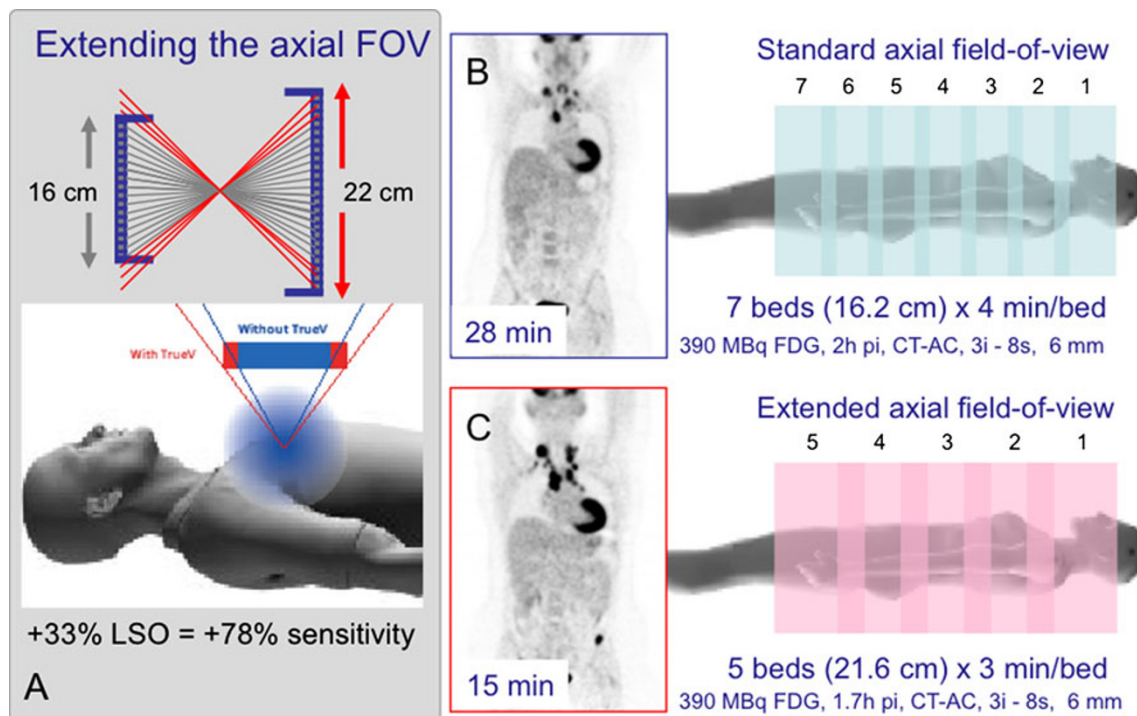 Extending the axial FOV
16 cm
22 cm
Without TrueV
With TrueV
+33% LSO = +78% sensitivity
A
B
28 min
Standard axial field-of-view
7 6 5 4 3 2 1
7 beds (16.2 cm) x 4 min/bed
390 MBq FDG, 2h pi, CT-AC, 3i - 8s, 6 mm
C
15 min
Extended axial field-of-view
5 4 3 2 1
5 beds (21.6 cm) x 3 min/bed
390 MBq FDG, 1.7h pi, CT-AC, 3i - 8s, 6 mm